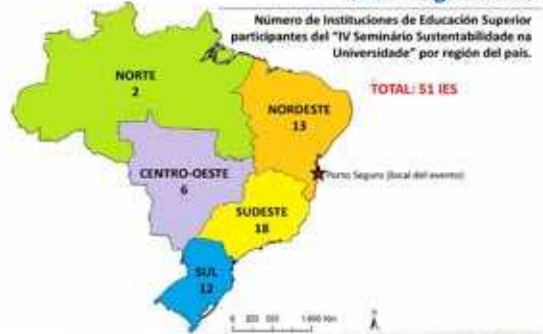 Número de Instituciones de Educación Superior
participantes del "IV Seminário Sustentabilidade na
Universidade" por región del país.
TOTAL: 51 IES
NORTE
2
NORDESTE
13
CENTRO-OESTE
6
Porto Seguro (local del evento)
SUDESTE
18
SUL
12